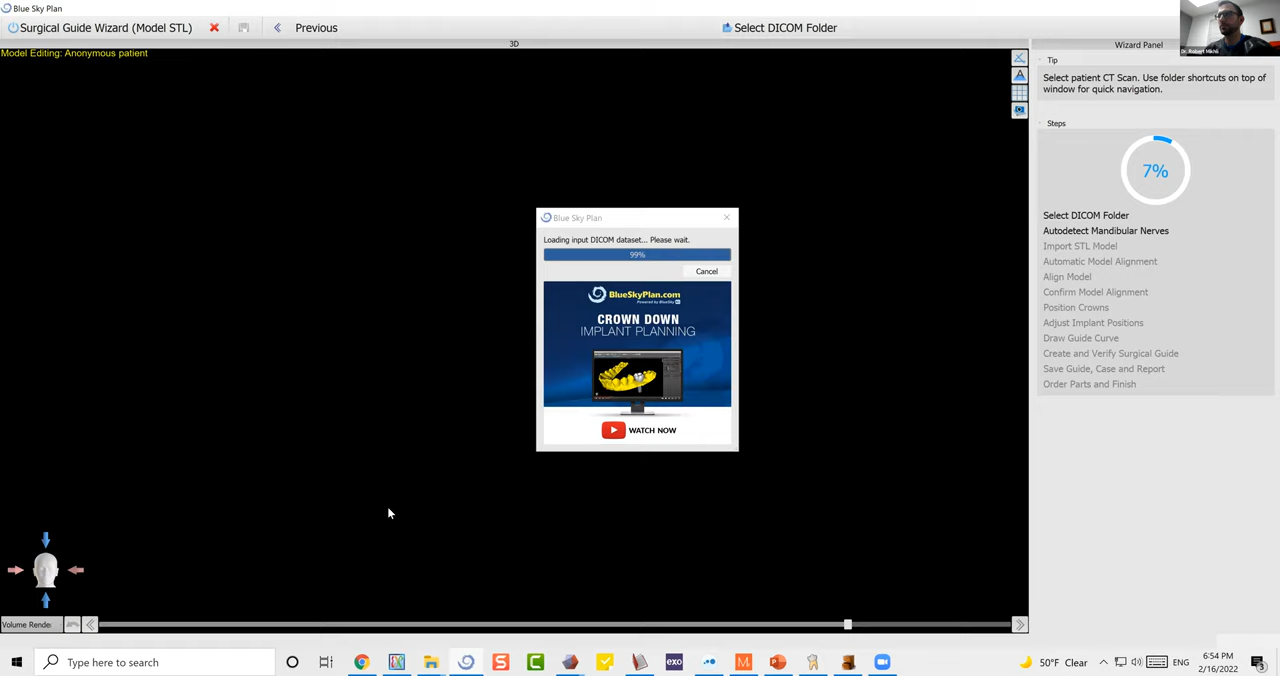 Blue Sky Plan
Surgical Guide Wizard (Model STL)
Previous
Select DICOM Folder
3D
Model Editing: Anonymous patient
Wizard Panel
Tip
Select patient CT Scan. Use folder shortcuts on top of
window for quick navigation.
Steps
7%
Select DICOM Folder
Autodetect Mandibular Nerves
Import STL Model
Automatic Model Alignment
Align Model
Confirm Model Alignment
Position Crowns
Adjust Implant Positions
Draw Guide Curve
Create and Verify Surgical Guide
Save Guide, Case and Report
Order Parts and Finish
Blue Sky Plan
Loading input DICOM dataset... Please wait.
99%
Cancel
BlueSkyPlan.com
CROWN DOWN
IMPLANT PLANNING
WATCH NOW
Volume Rende
Type here to search
exo
50°F Clear
ENG
6:54 PM
2/16/2022